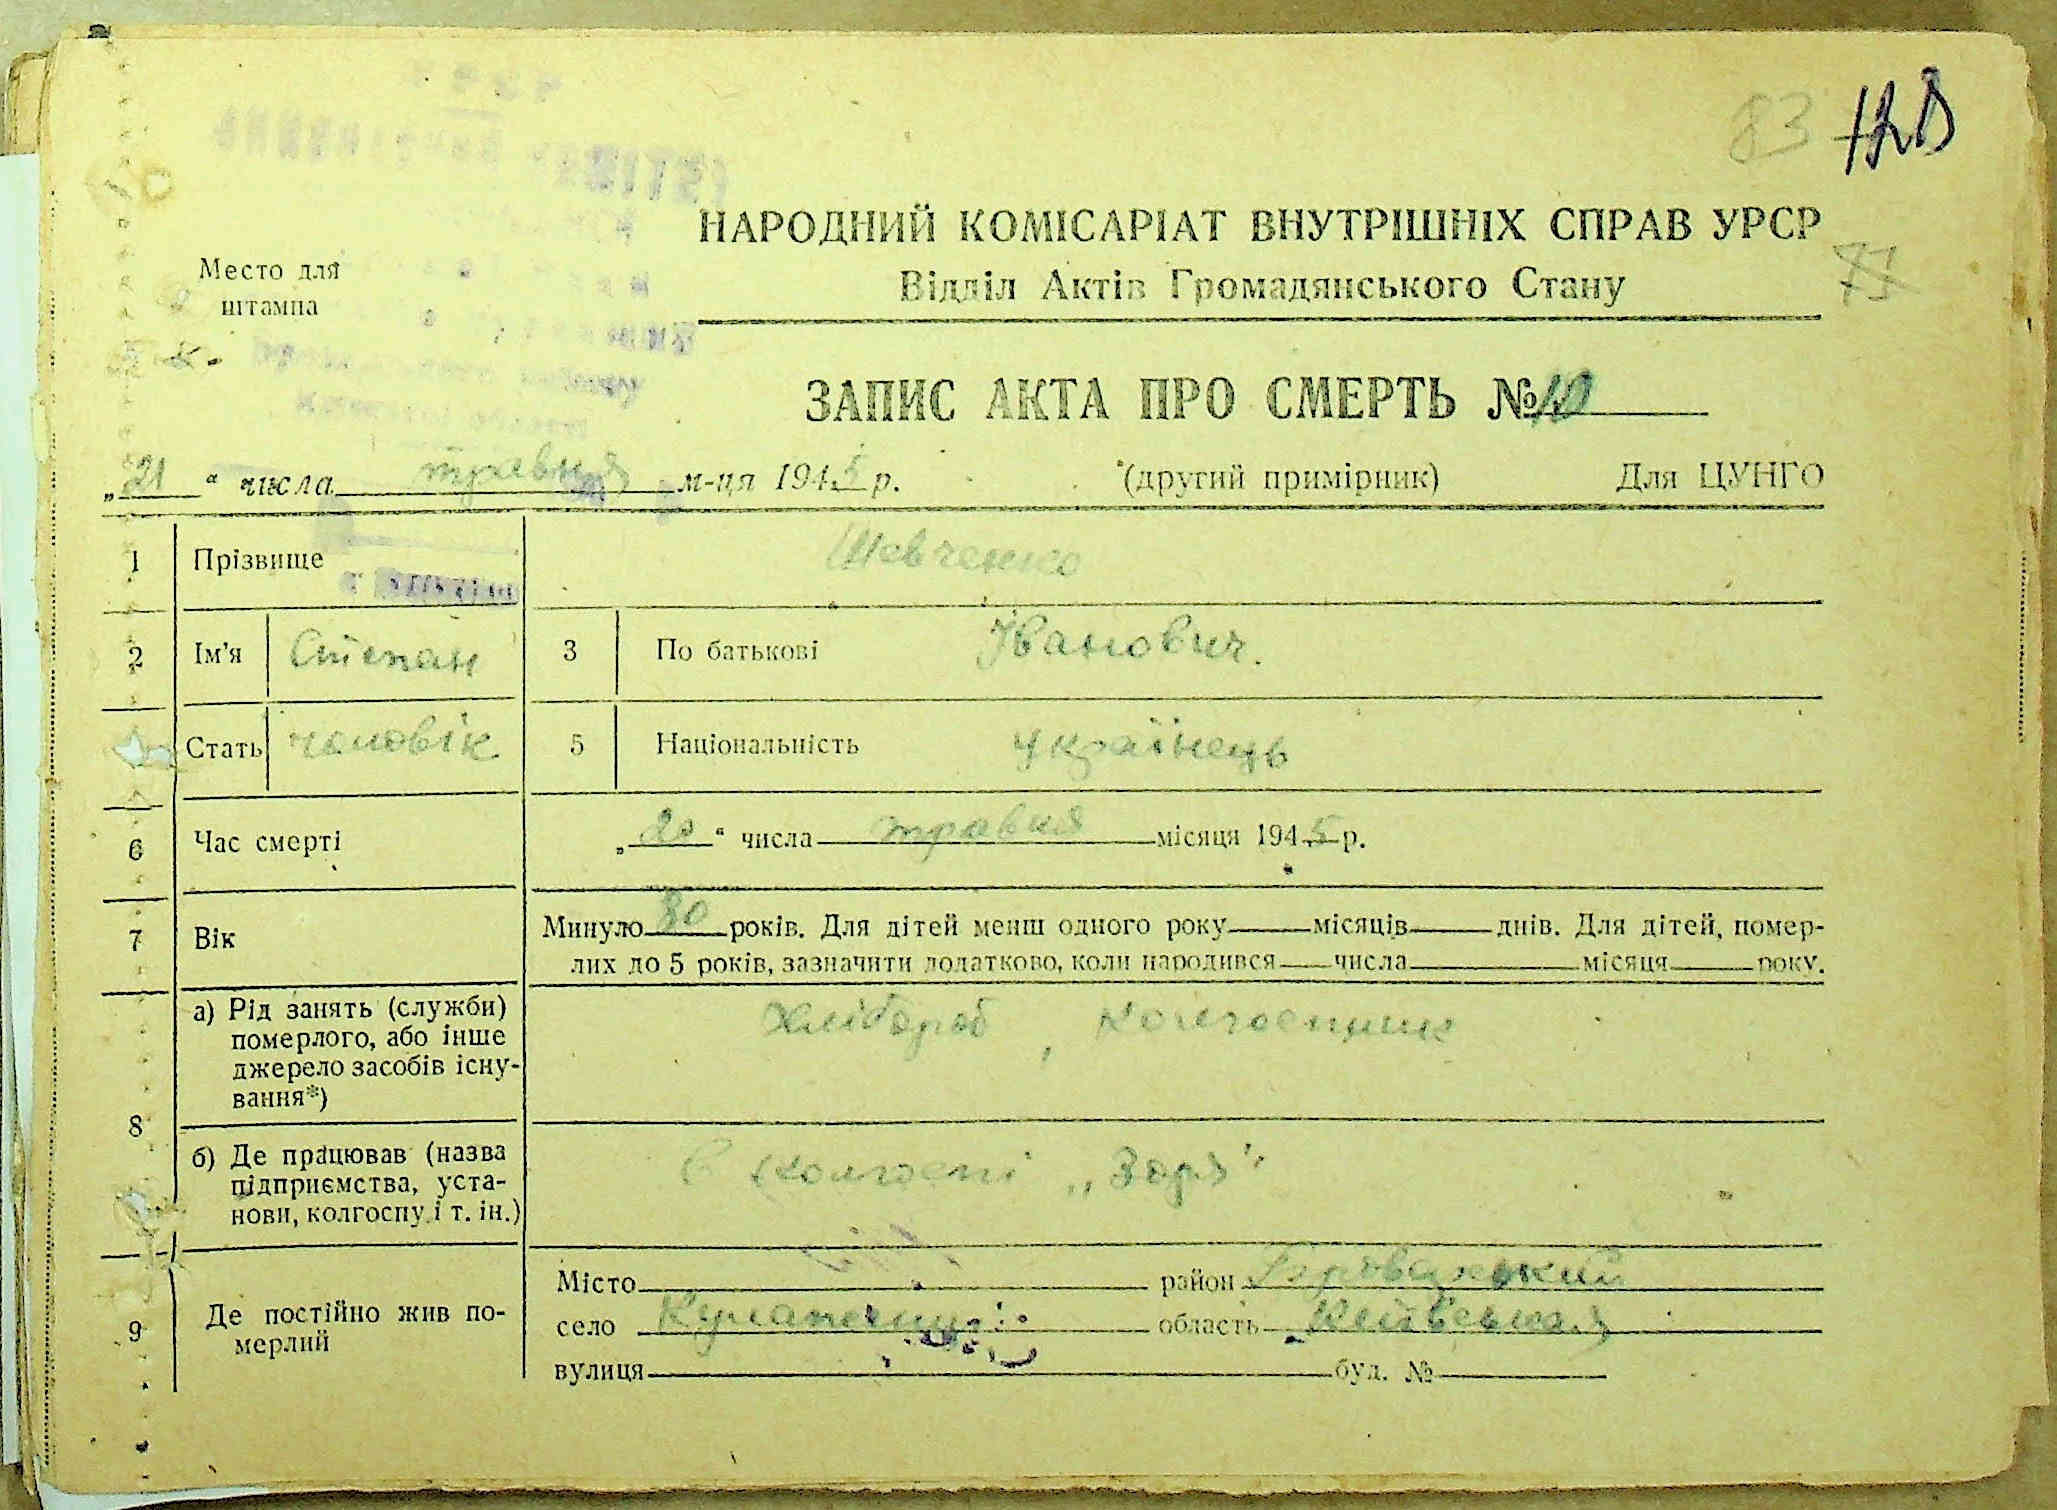 83
НАРОДНИЙ КОМІСАРІАТ ВНУТРІШНІХ СПРАВ УРСР
Відділ Актів Громадянського Стану
73
Место для
штампа
ЗАПИС АКТА ПРО СМЕРТЬ № 10
„21“ числа травня м-ця 1945 р. (другий примірник) Для ЦУНГО
1 Прізвище Шевченко
2 Ім'я Степан 3 По батькові Іванович.
Стать чоловік 5 Національність українець
6 Час смерті „20“ числа травня місяця 1945 р.
7 Вік Минуло 80 років. Для дітей менш одного року місяців днів. Для дітей, помер-
лих до 5 років, зазначити додатково, коли народився числа місяця року.
8 а) Рід занять (служби)
померлого, або інше
джерело засобів існу-
вання*)
Хлібороб, колгоспник
б) Де працював (назва
підприємства, уста-
нови, колгоспу і т. ін.)
в колгоспі „Зоря"
9 Де постійно жив по-
мерлий
Місто район
село область Київська
вулиця буд. №